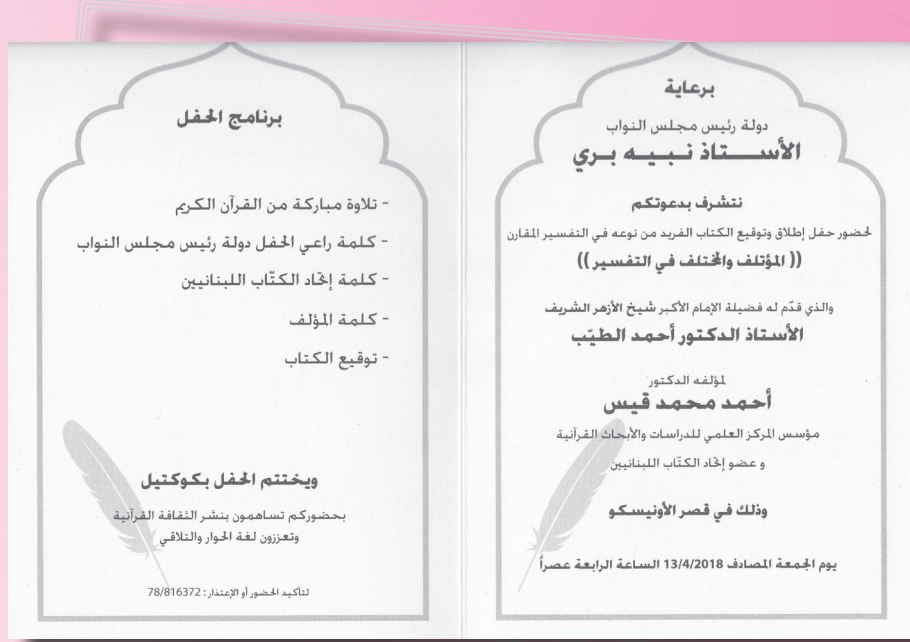 برعاية
دولة رئيس مجلس النواب
الأســـــتاذ نـبـيـه بـري
نتشرف بدعوتكم
لحضور حفل إطلاق وتوقيع الكتاب الفريد من نوعه في التفسير المقارن
(( المؤتلف والمختلف في التفسير ))
والذي قدّم له فضيلة الإمام الأكبر شيخ الأزهر الشريف
الأستاذ الدكتور أحمد الطيّب
لمؤلفه الدكتور
أحمد محمد قيس
مؤسس المركز العلمي للدراسات والأبحاث القرآنية
و عضو إتحاد الكتّاب اللبنانيين
وذلك في قصر الأونيسكو
يوم الجمعة المصادف 13/4/2018 الساعة الرابعة عصراً
برنامج الحفل
- تلاوة مباركة من القرآن الكريم
- كلمة راعي الحفل دولة رئيس مجلس النواب
- كلمة إتحاد الكتّاب اللبنانيين
- كلمة المؤلف
- توقيع الكتاب
ويختتم الحفل بكوكتيل
بحضوركم تساهمون بنشر الثقافة القرآنية
وتعززون لغة الحوار والتلاقي
لتأكيد الحضور أو الإعتذار : 78/816372